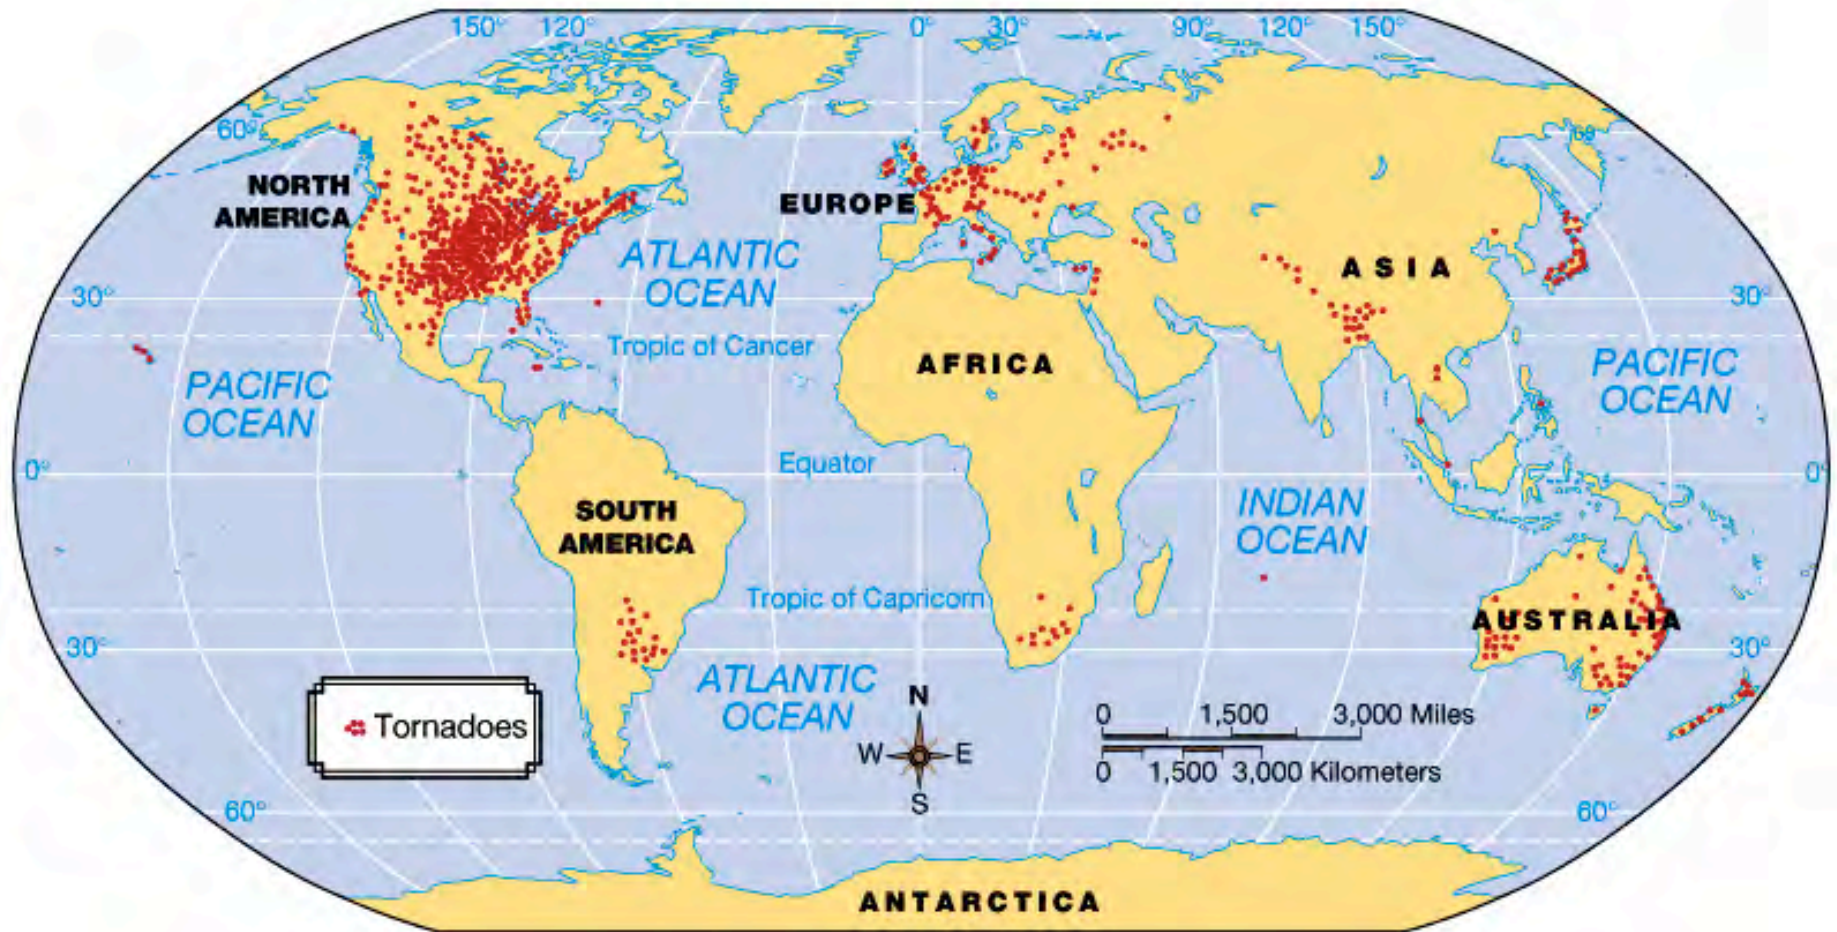 150° 120° 0° 30° 90° 120° 150°
60°
60
NORTH
AMERICA
EUROPE
ATLANTIC
OCEAN
ASIA
30°
30°
Tropic of Cancer
AFRICA
PACIFIC
OCEAN
PACIFIC
OCEAN
0°
Equator
0°
SOUTH
AMERICA
INDIAN
OCEAN
Tropic of Capricorn
AUSTRALIA
30°
30°
ATLANTIC
OCEAN
Tornadoes
N
W E
S
0 1,500 3,000 Miles
0 1,500 3,000 Kilometers
60°
60°
ANTARCTICA